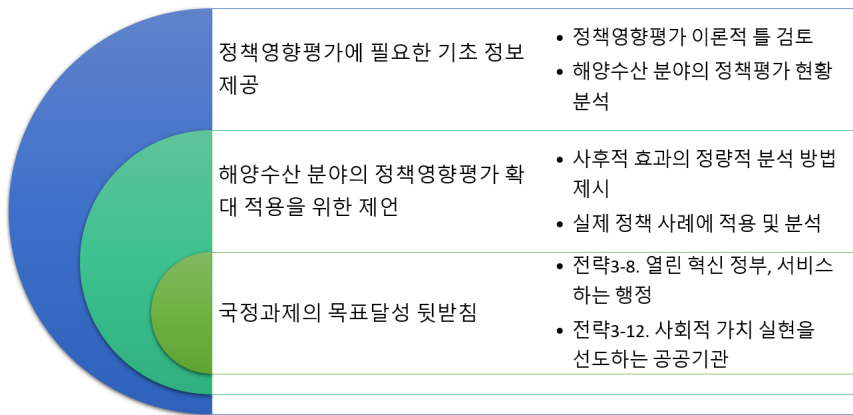 정책영향평가에 필요한 기초 정보
제공
• 정책영향평가 이론적 틀 검토
• 해양수산 분야의 정책평가 현황
분석
해양수산 분야의 정책영향평가 확
대 적용을 위한 제언
• 사후적 효과의 정량적 분석 방법
제시
• 실제 정책 사례에 적용 및 분석
국정과제의 목표달성 뒷받침
• 전략3-8. 열린 혁신 정부, 서비스
하는 행정
• 전략3-12. 사회적 가치 실현을
선도하는 공공기관